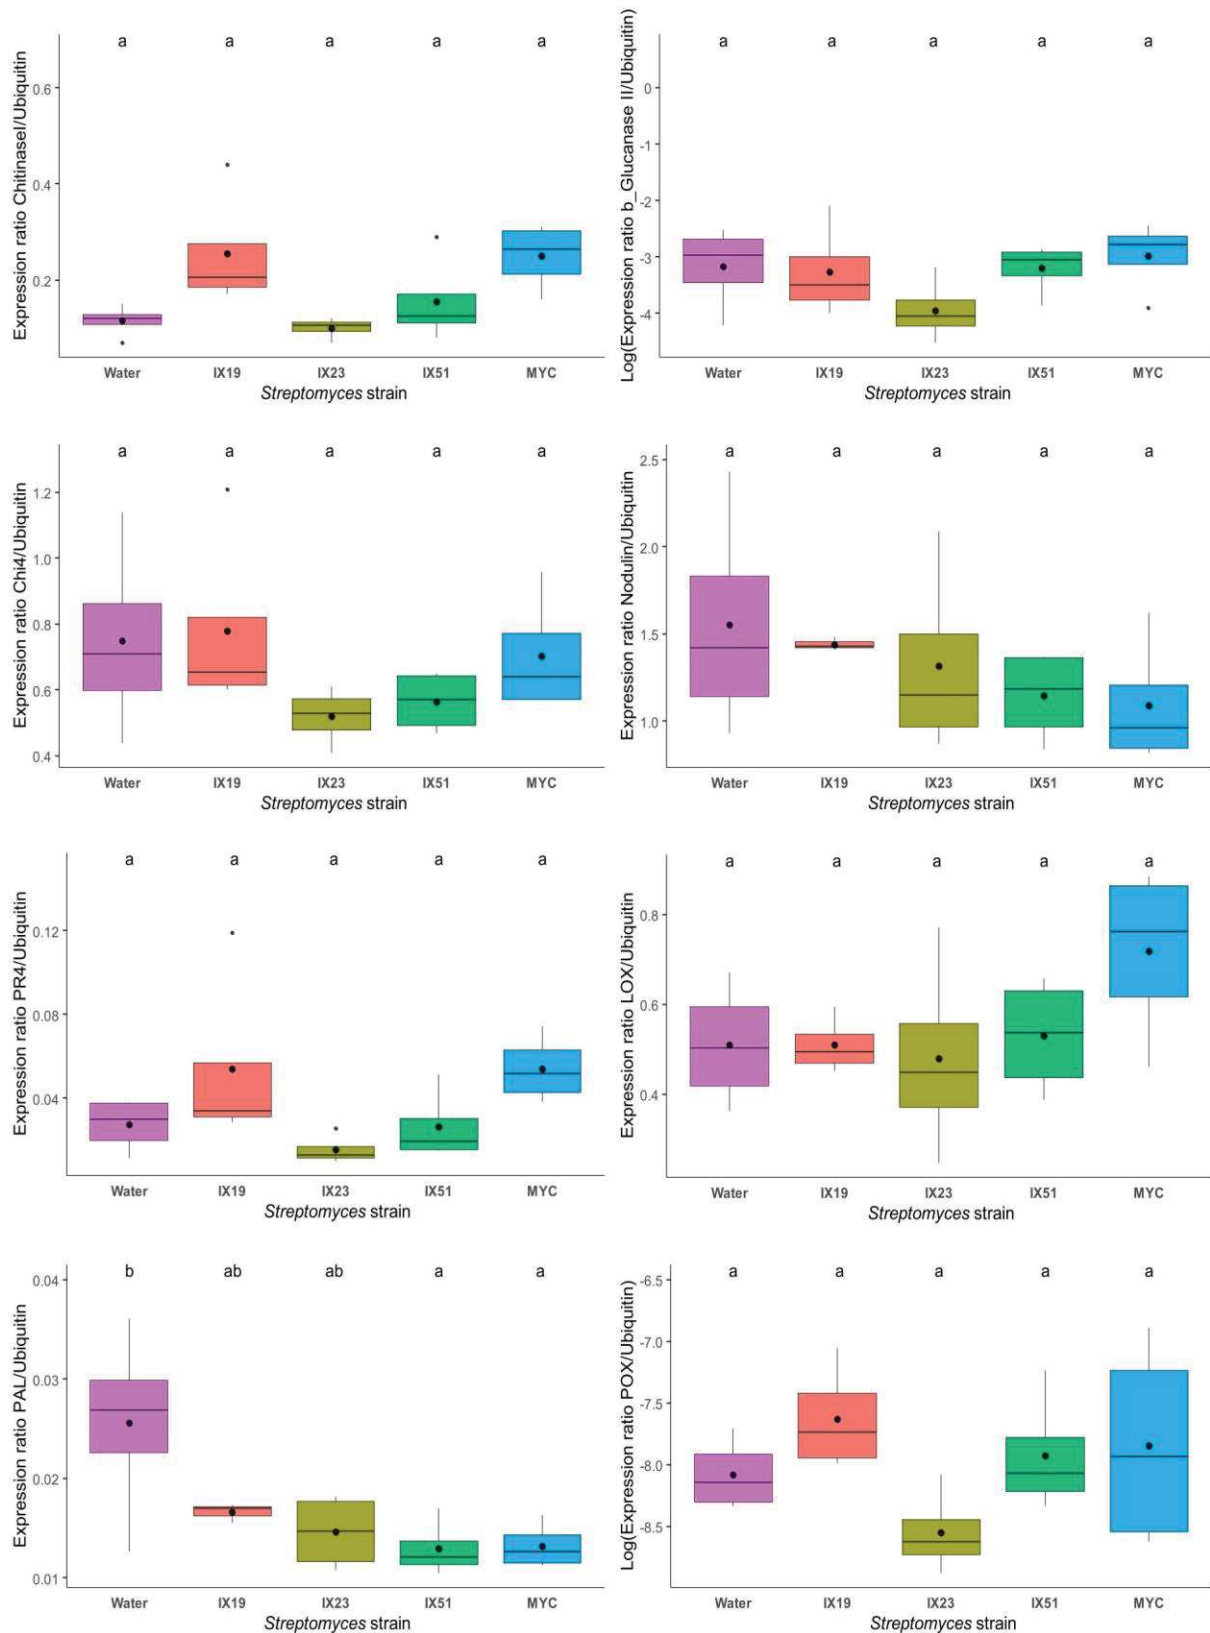 a a a a a
Expression ratio ChitinaseI/Ubiquitin
0.6
0.4
0.2
Water IX19 IX23 IX51 MYC
Streptomyces strain
a a a a a
Log(Expression ratio b_Glucanase II/Ubiquitin)
0
-2
-3
-4
Water IX19 IX23 IX51 MYC
Streptomyces strain
a a a a a
Expression ratio Chi4/Ubiquitin
1.2
1.0
0.8
0.6
0.4
Water IX19 IX23 IX51 MYC
Streptomyces strain
a a a a a
Expression ratio Nodulin/Ubiquitin
2.5
2.0
1.5
1.0
Water IX19 IX23 IX51 MYC
Streptomyces strain
a a a a a
Expression ratio PR4/Ubiquitin
0.12
0.08
0.04
Water IX19 IX23 IX51 MYC
Streptomyces strain
a a a a a
Expression ratio LOX/Ubiquitin
0.8
0.6
0.4
Water IX19 IX23 IX51 MYC
Streptomyces strain
b ab ab a a
Expression ratio PAL/Ubiquitin
0.04
0.03
0.02
0.01
Water IX19 IX23 IX51 MYC
Streptomyces strain
a a a a a
Log(Expression ratio POX/Ubiquitin)
-6.5
-7.0
-7.5
-8.0
-8.5
Water IX19 IX23 IX51 MYC
Streptomyces strain